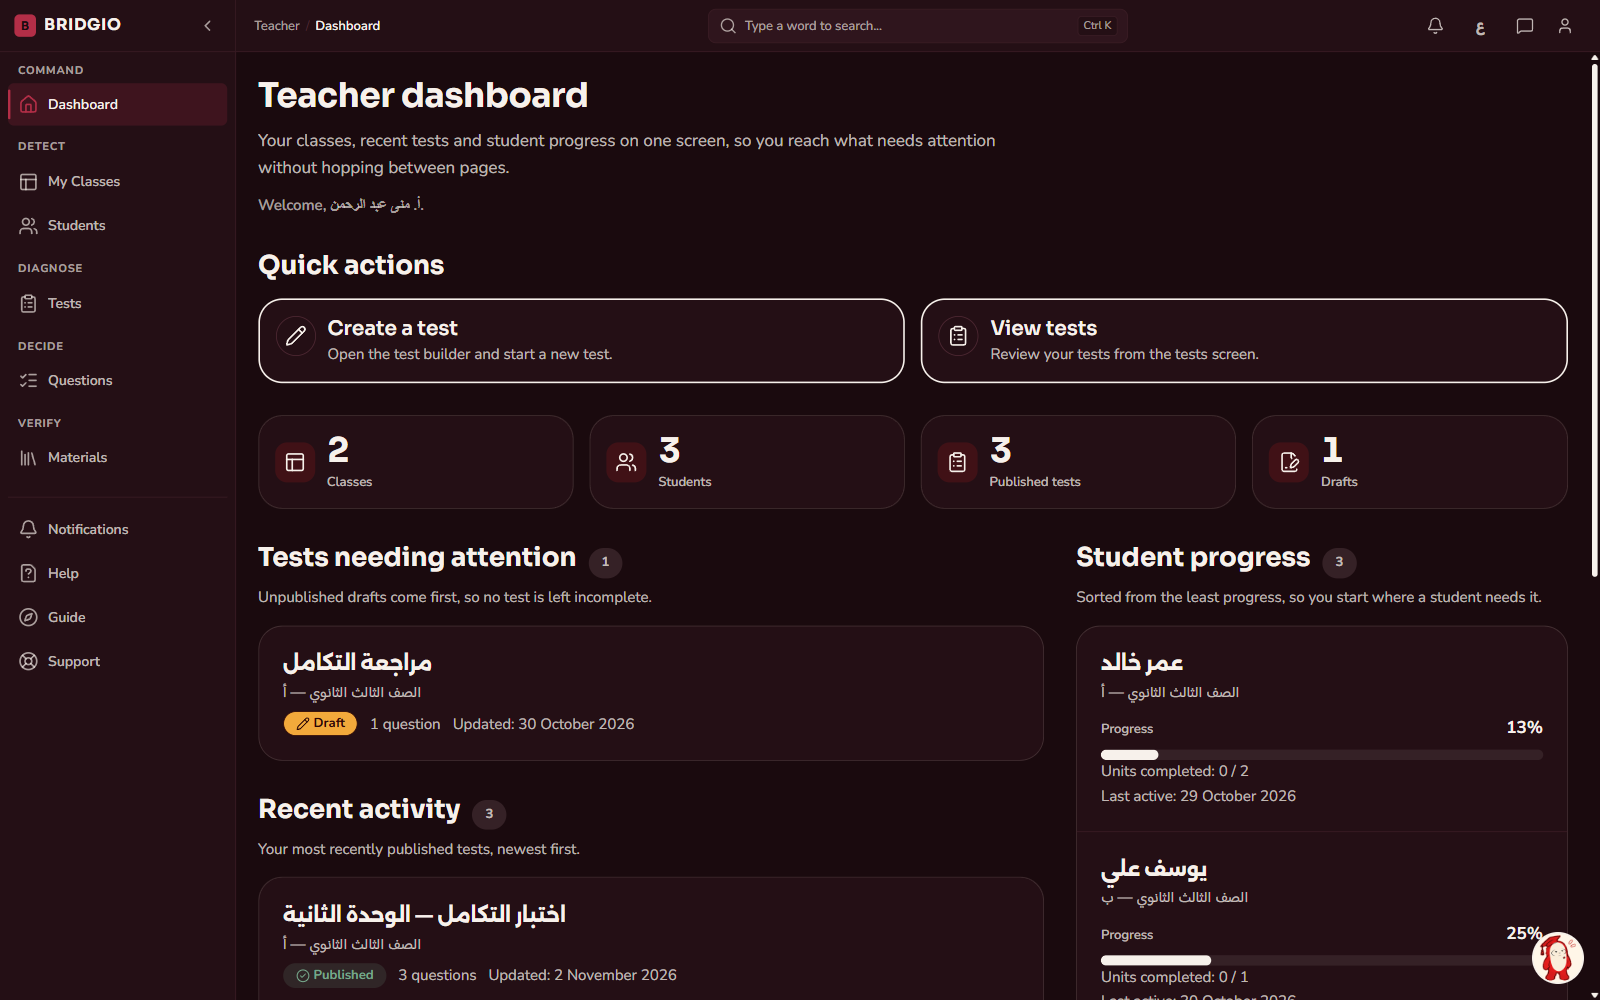 B BRIDGIO
COMMAND
Dashboard
DETECT
My Classes
Students
DIAGNOSE
Tests
DECIDE
Questions
VERIFY
Materials
Notifications
Help
Guide
Support
Teacher / Dashboard
Type a word to search...
Ctrl K
ع
Teacher dashboard
Your classes, recent tests and student progress on one screen, so you reach what needs attention
without hopping between pages.
Welcome, أ. منى عبد الرحمن.
Quick actions
Create a test
Open the test builder and start a new test.
View tests
Review your tests from the tests screen.
2
Classes
3
Students
3
Published tests
1
Drafts
Tests needing attention 1
Unpublished drafts come first, so no test is left incomplete.
مراجعة التكامل
الصف الثالث الثانوي — أ
Draft 1 question Updated: 30 October 2026
Recent activity 3
Your most recently published tests, newest first.
اختبار التكامل — الوحدة الثانية
الصف الثالث الثانوي — أ
Published 3 questions Updated: 2 November 2026
Student progress 3
Sorted from the least progress, so you start where a student needs it.
عمر خالد
الصف الثالث الثانوي — أ
Progress 13%
Units completed: 0 / 2
Last active: 29 October 2026
يوسف علي
الصف الثالث الثانوي — ب
Progress 25%
Units completed: 0 / 1
Last active: 30 October 2026